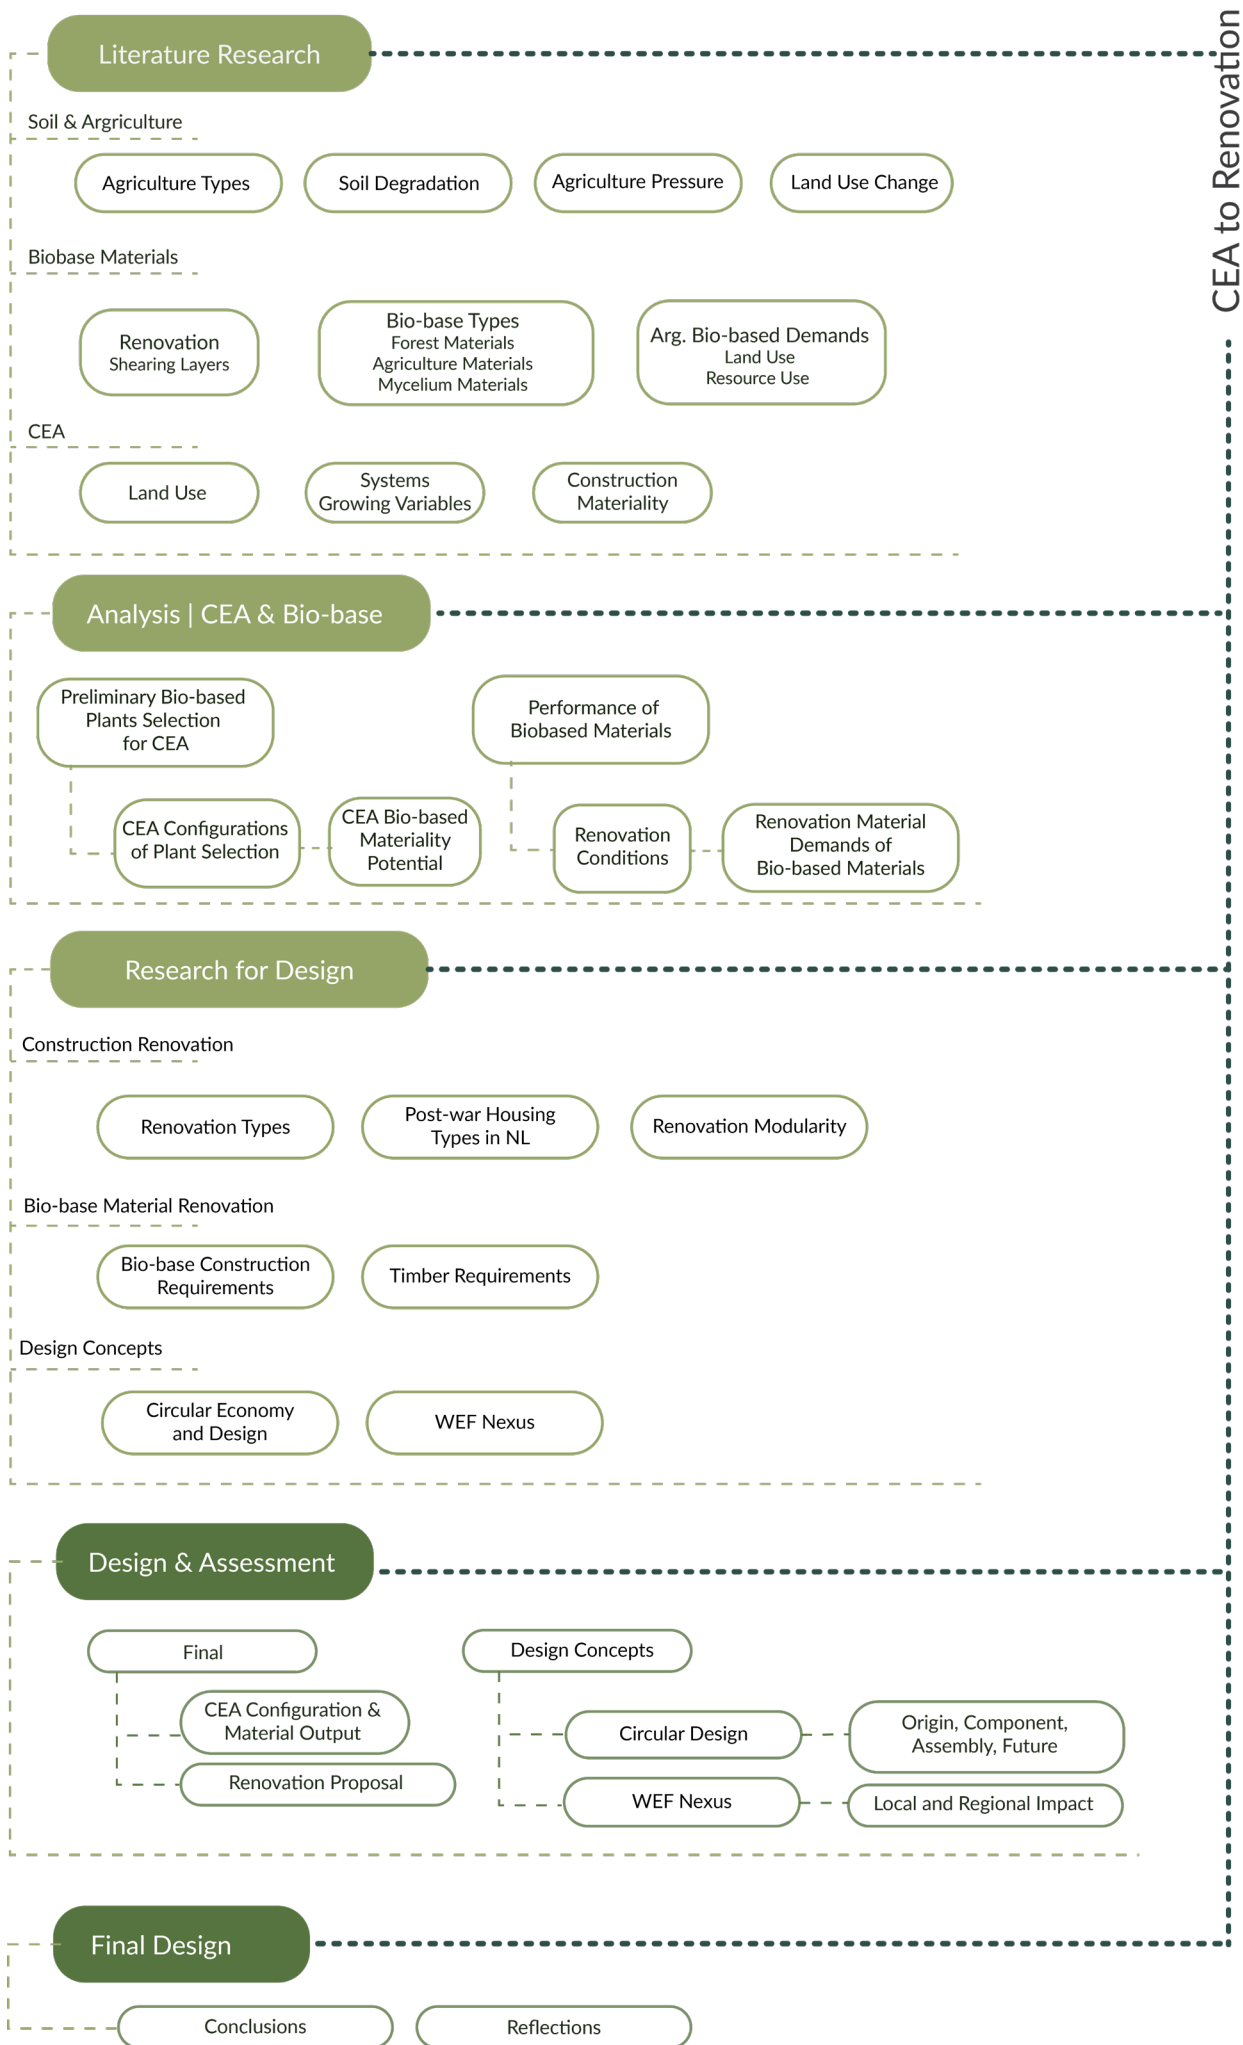 CEA to Renovation
Literature Research
Soil & Argriculture
Agriculture Types
Soil Degradation
Agriculture Pressure
Land Use Change
Biobase Materials
Renovation
Shearing Layers
Bio-base Types
Forest Materials
Agriculture Materials
Mycelium Materials
Arg. Bio-based Demands
Land Use
Resource Use
CEA
Land Use
Systems
Growing Variables
Construction
Materiality
Analysis | CEA & Bio-base
Preliminary Bio-based
Plants Selection
for CEA
CEA Configurations
of Plant Selection
CEA Bio-based
Materiality
Potential
Performance of
Biobased Materials
Renovation
Conditions
Renovation Material
Demands of
Bio-based Materials
Research for Design
Construction Renovation
Renovation Types
Post-war Housing
Types in NL
Renovation Modularity
Bio-base Material Renovation
Bio-base Construction
Requirements
Timber Requirements
Design Concepts
Circular Economy
and Design
WEF Nexus
Design & Assessment
Final
CEA Configuration &
Material Output
Renovation Proposal
Design Concepts
Circular Design
Origin, Component,
Assembly, Future
WEF Nexus
Local and Regional Impact
Final Design
Conclusions
Reflections